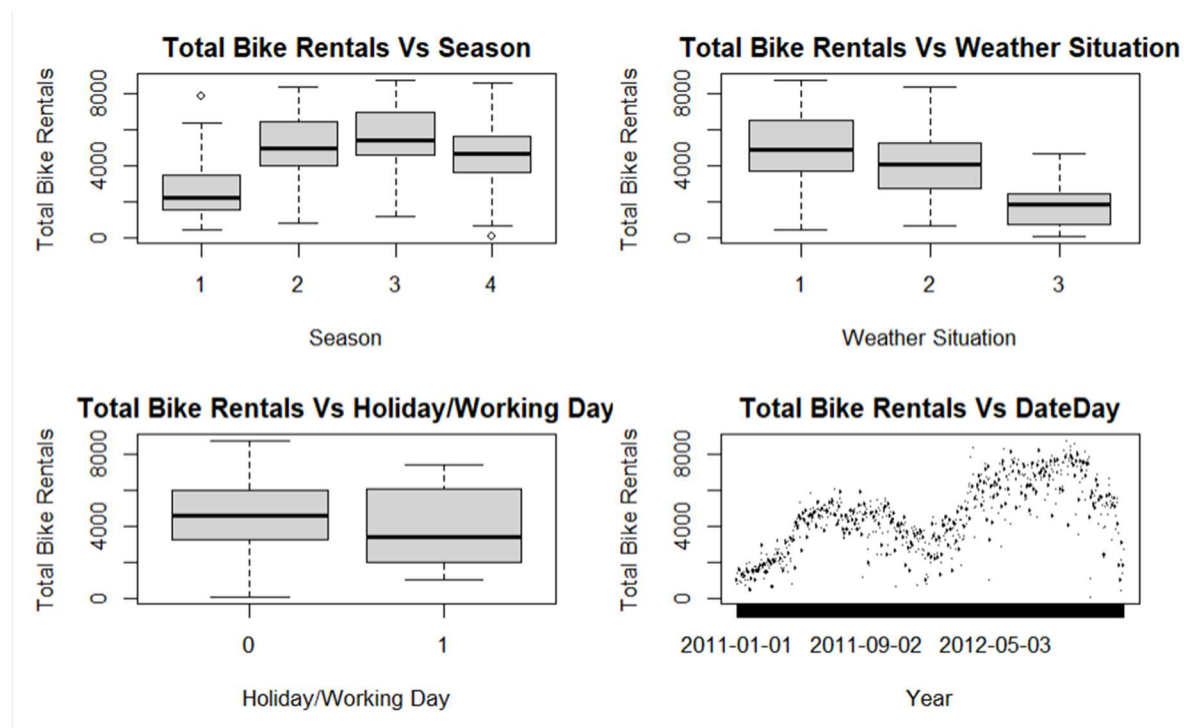 Total Bike Rentals Vs Season
Total Bike Rentals
8000
4000
0
1 2 3 4
Season
Total Bike Rentals Vs Weather Situation
Total Bike Rentals
8000
4000
0
1 2 3
Weather Situation
Total Bike Rentals Vs Holiday/Working Day
Total Bike Rentals
8000
4000
0
0 1
Holiday/Working Day
Total Bike Rentals Vs DateDay
Total Bike Rentals
8000
4000
0
2011-01-01 2011-09-02 2012-05-03
Year